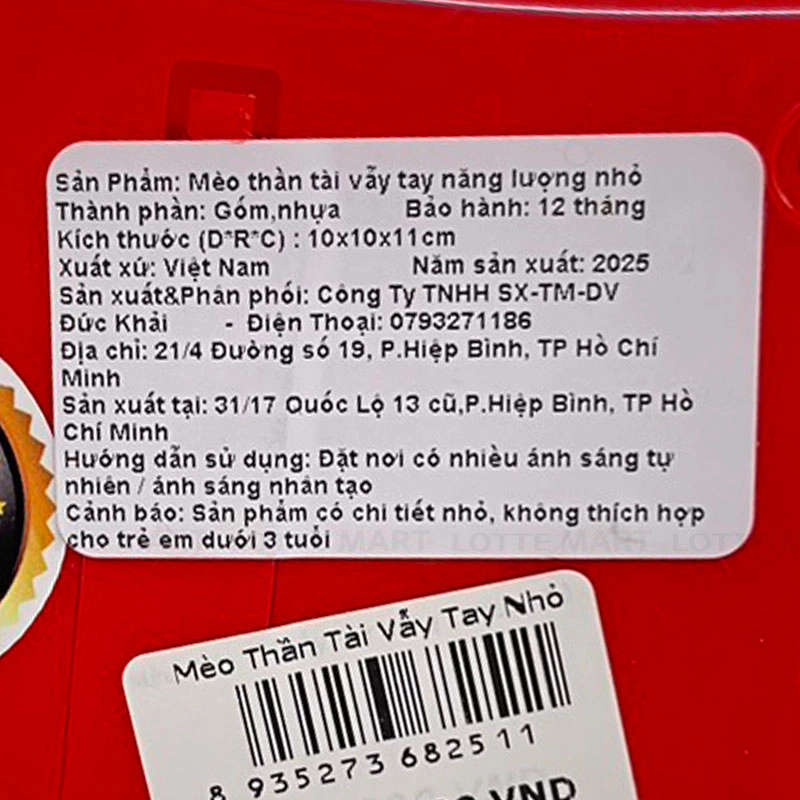 Sản Phẩm: Mèo thần tài vẫy tay năng lượng nhỏ
Thành phần: Gốm,nhựa Bảo hành: 12 tháng
Kích thước (D*R*C) : 10x10x11cm
Xuất xứ: Việt Nam Năm sản xuất: 2025
Sản xuất&Phân phối: Công Ty TNHH SX-TM-DV
Đức Khải - Điện Thoại: 0793271186
Địa chỉ: 21/4 Đường số 19, P.Hiệp Bình, TP Hồ Chí
Minh
Sản xuất tại: 31/17 Quốc Lộ 13 cũ,P.Hiệp Bình, TP Hồ
Chí Minh
Hướng dẫn sử dụng: Đặt nơi có nhiều ánh sáng tự
nhiên / ánh sáng nhân tạo
Cảnh báo: Sản phẩm có chi tiết nhỏ, không thích hợp
cho trẻ em dưới 3 tuổi
MART LOTTE MART LOTTE
Mèo Thần Tài Vẫy Tay Nhỏ
8 935273 682511
VND